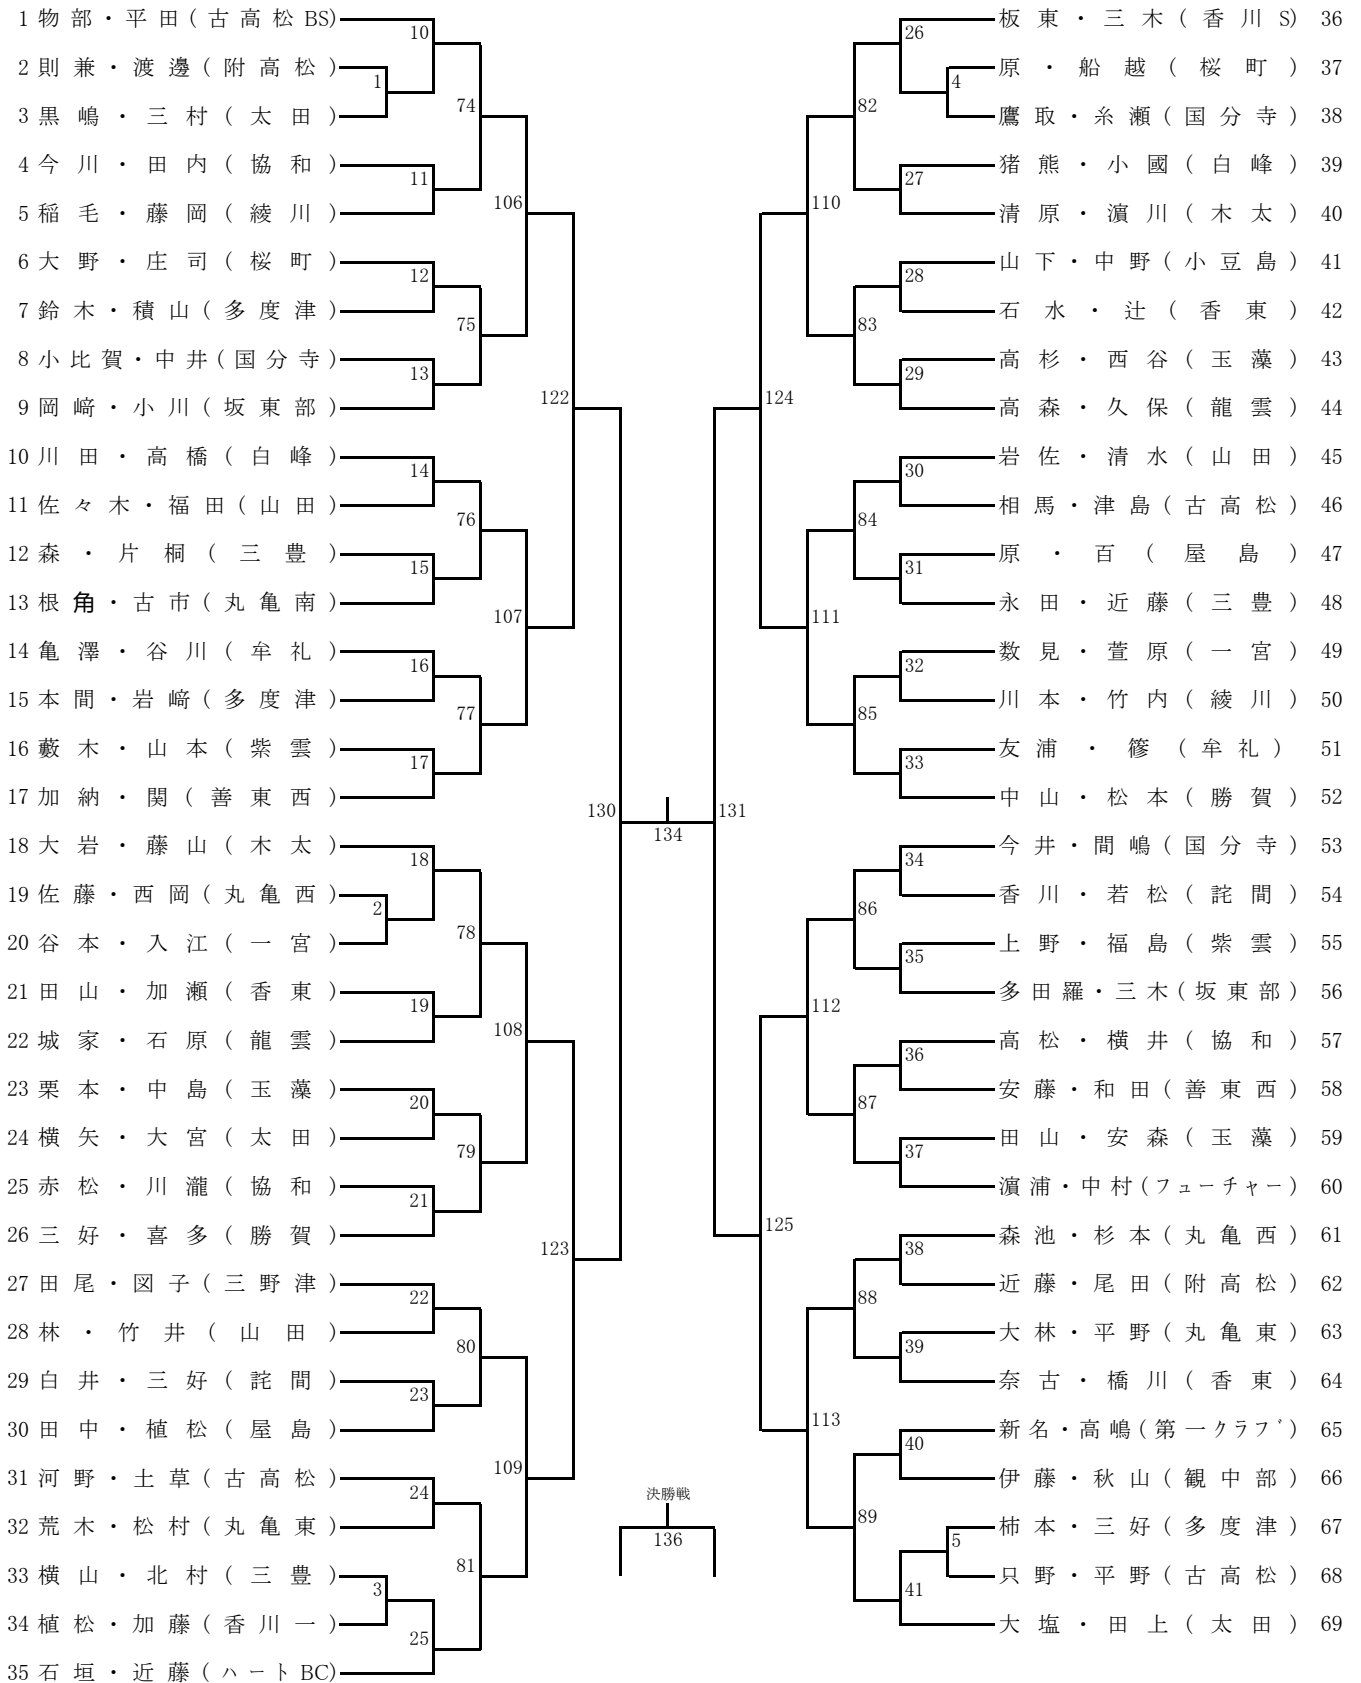 1 物部・平田(古高松BS)
2 則兼・渡邊(附高松)
3 黒嶋・三村(太田)
4 今川・田内(協和)
5 稲毛・藤岡(綾川)
6 大野・庄司(桜町)
7 鈴木・積山(多度津)
8 小比賀・中井(国分寺)
9 岡﨑・小川(坂東部)
10 川田・高橋(白峰)
11 佐々木・福田(山田)
12 森・片桐(三豊)
13 根角・古市(丸亀南)
14 亀澤・谷川(牟礼)
15 本間・岩﨑(多度津)
16 藪木・山本(紫雲)
17 加納・関(善東西)
18 大岩・藤山(木太)
19 佐藤・西岡(丸亀西)
20 谷本・入江(一宮)
21 田山・加瀬(香東)
22 城家・石原(龍雲)
23 栗本・中島(玉藻)
24 横矢・大宮(太田)
25 赤松・川瀧(協和)
26 三好・喜多(勝賀)
27 田尾・図子(三野津)
28 林・竹井(山田)
29 白井・三好(詫間)
30 田中・植松(屋島)
31 河野・土草(古高松)
32 荒木・松村(丸亀東)
33 横山・北村(三豊)
34 植松・加藤(香川一)
35 石垣・近藤(ハートBC)
1
2
3
10
11
12
13
14
15
16
17
18
19
20
21
22
23
24
25
74
75
76
77
78
79
80
81
106
107
108
109
122
123
130
134
131
決勝戦
136
124
125
110
111
112
113
82
83
84
85
86
87
88
89
26
27
28
29
30
31
32
33
34
35
36
37
38
39
40
41
4
5
板東・三木(香川S) 36
原・船越(桜町) 37
鷹取・糸瀬(国分寺) 38
猪熊・小國(白峰) 39
清原・濵川(木太) 40
山下・中野(小豆島) 41
石水・辻(香東) 42
高杉・西谷(玉藻) 43
高森・久保(龍雲) 44
岩佐・清水(山田) 45
相馬・津島(古高松) 46
原・百(屋島) 47
永田・近藤(三豊) 48
数見・萱原(一宮) 49
川本・竹内(綾川) 50
友浦・篠(牟礼) 51
中山・松本(勝賀) 52
今井・間嶋(国分寺) 53
香川・若松(詫間) 54
上野・福島(紫雲) 55
多田羅・三木(坂東部) 56
高松・横井(協和) 57
安藤・和田(善東西) 58
田山・安森(玉藻) 59
濵浦・中村(フューチャー) 60
森池・杉本(丸亀西) 61
近藤・尾田(附高松) 62
大林・平野(丸亀東) 63
奈古・橋川(香東) 64
新名・高嶋(第一クラブ) 65
伊藤・秋山(観中部) 66
柿本・三好(多度津) 67
只野・平野(古高松) 68
大塩・田上(太田) 69